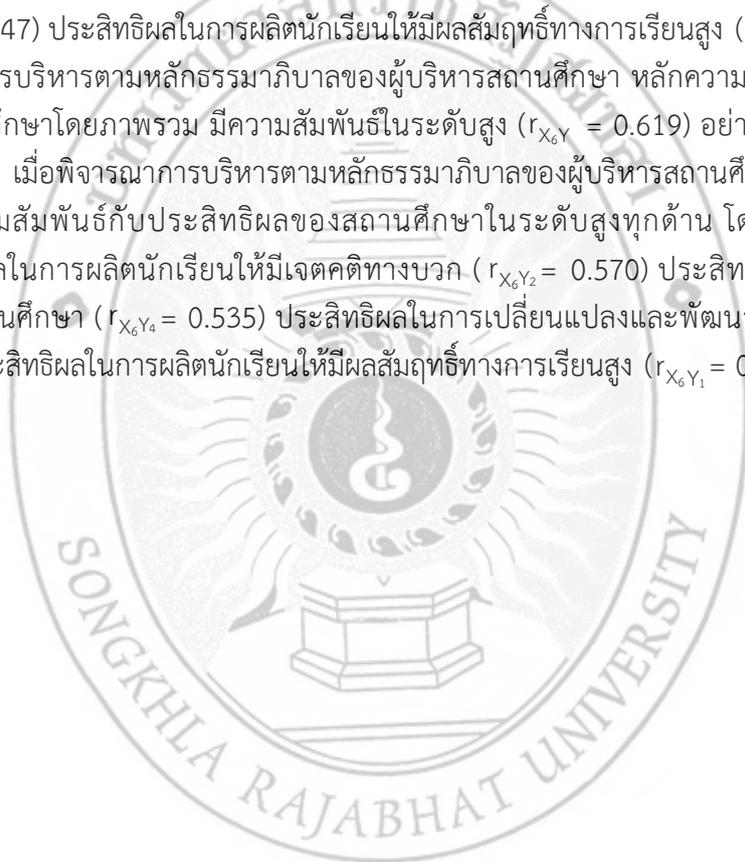 47) ประสิทธิผลในการผลิตนักเรียนให้มีผลสัมฤทธิ์ทางการเรียนสูง (
รบริหารตามหลักธรรมาภิบาลของผู้บริหารสถานศึกษา หลักความ
ึกษาโดยภาพรวม มีความสัมพันธ์ในระดับสูง (rX₆Y = 0.619) อย่าง
เมื่อพิจารณาการบริหารตามหลักธรรมาภิบาลของผู้บริหารสถานศึ
มสัมพันธ์กับประสิทธิผลของสถานศึกษาในระดับสูงทุกด้าน โด
ลในการผลิตนักเรียนให้มีเจตคติทางบวก (rX₆Y₂= 0.570) ประสิท
นศึกษา (rX₆Y₄= 0.535) ประสิทธิผลในการเปลี่ยนแปลงและพัฒนา
ะสิทธิผลในการผลิตนักเรียนให้มีผลสัมฤทธิ์ทางการเรียนสูง (rX₆Y₁= 0
SONGKHLA RAJABHAT UNIVERSITY